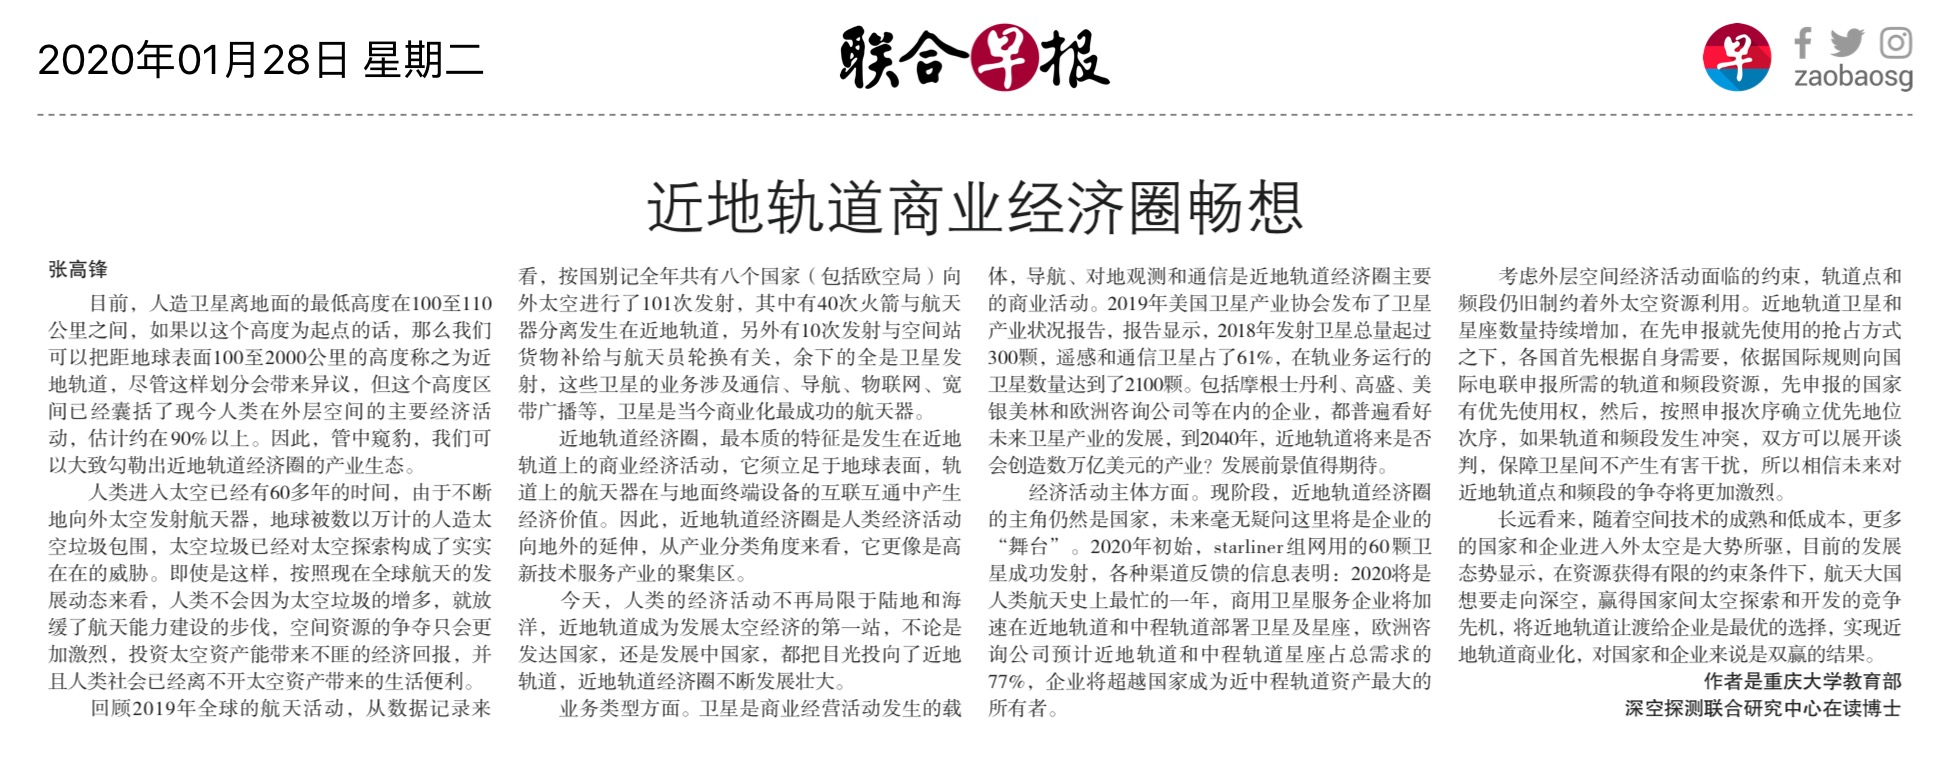 2020年01月28日 星期二
联合早报
早
zaobaosg
近地轨道商业经济圈畅想
张高锋
目前，人造卫星离地面的最低高度在100至110
公里之间，如果以这个高度为起点的话，那么我们
可以把距地球表面100至2000公里的高度称之为近
地轨道，尽管这样划分会带来异议，但这个高度区
间已经囊括了现今人类在外层空间的主要经济活
动，估计约在90%以上。因此，管中窥豹，我们可
以大致勾勒出近地轨道经济圈的产业生态。
人类进入太空已经有60多年的时间，由于不断
地向外太空发射航天器，地球被数以万计的人造太
空垃圾包围，太空垃圾已经对太空探索构成了实实
在在的威胁。即使是这样，按照现在全球航天的发
展动态来看，人类不会因为太空垃圾的增多，就放
缓了航天能力建设的步伐，空间资源的争夺只会更
加激烈，投资太空资产能带来不匪的经济回报，并
且人类社会已经离不开太空资产带来的生活便利。
回顾2019年全球的航天活动，从数据记录来
看，按国别记全年共有八个国家（包括欧空局）向
外太空进行了101次发射，其中有40次火箭与航天
器分离发生在近地轨道，另外有10次发射与空间站
货物补给与航天员轮换有关，余下的全是卫星发
射，这些卫星的业务涉及通信、导航、物联网、宽
带广播等，卫星是当今商业化最成功的航天器。
近地轨道经济圈，最本质的特征是发生在近地
轨道上的商业经济活动，它须立足于地球表面，轨
道上的航天器在与地面终端设备的互联互通中产生
经济价值。因此，近地轨道经济圈是人类经济活动
向地外的延伸，从产业分类角度来看，它更像是高
新技术服务产业的聚集区。
今天，人类的经济活动不再局限于陆地和海
洋，近地轨道成为发展太空经济的第一站，不论是
发达国家，还是发展中国家，都把目光投向了近地
轨道，近地轨道经济圈不断发展壮大。
业务类型方面。卫星是商业经营活动发生的载
体，导航、对地观测和通信是近地轨道经济圈主要
的商业活动。2019年美国卫星产业协会发布了卫星
产业状况报告，报告显示，2018年发射卫星总量起过
300颗，遥感和通信卫星占了61%，在轨业务运行的
卫星数量达到了2100颗。包括摩根士丹利、高盛、美
银美林和欧洲咨询公司等在内的企业，都普遍看好
未来卫星产业的发展，到2040年，近地轨道将来是否
会创造数万亿美元的产业？发展前景值得期待。
经济活动主体方面。现阶段，近地轨道经济圈
的主角仍然是国家，未来毫无疑问这里将是企业的
“舞台”。2020年初始，starliner组网用的60颗卫
星成功发射，各种渠道反馈的信息表明：2020将是
人类航天史上最忙的一年，商用卫星服务企业将加
速在近地轨道和中程轨道部署卫星及星座，欧洲咨
询公司预计近地轨道和中程轨道星座占总需求的
77%，企业将超越国家成为近中程轨道资产最大的
所有者。
考虑外层空间经济活动面临的约束，轨道点和
频段仍旧制约着外太空资源利用。近地轨道卫星和
星座数量持续增加，在先申报就先使用的抢占方式
之下，各国首先根据自身需要，依据国际规则向国
际电联申报所需的轨道和频段资源，先申报的国家
有优先使用权，然后，按照申报次序确立优先地位
次序，如果轨道和频段发生冲突，双方可以展开谈
判，保障卫星间不产生有害干扰，所以相信未来对
近地轨道点和频段的争夺将更加激烈。
长远看来，随着空间技术的成熟和低成本，更多
的国家和企业进入外太空是大势所驱，目前的发展
态势显示，在资源获得有限的约束条件下，航天大国
想要走向深空，赢得国家间太空探索和开发的竞争
先机，将近地轨道让渡给企业是最优的选择，实现近
地轨道商业化，对国家和企业来说是双赢的结果。
作者是重庆大学教育部
深空探测联合研究中心在读博士